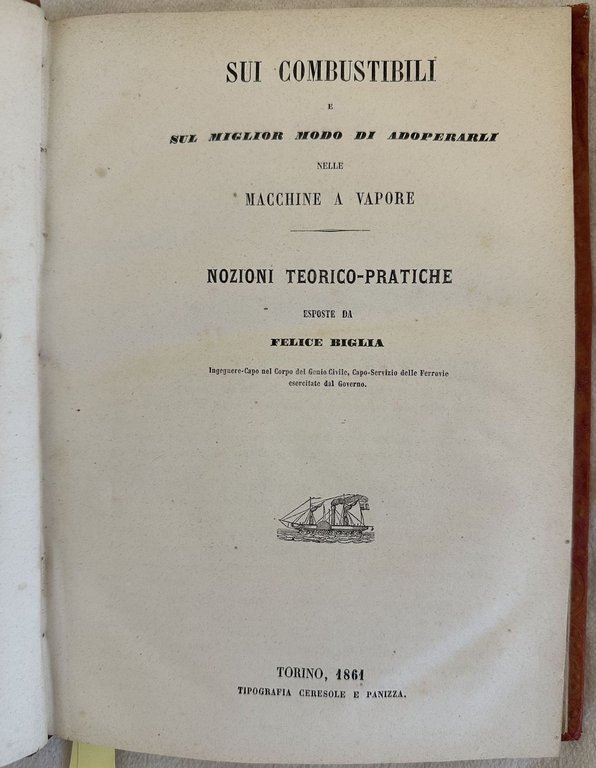 SUI COMBUSTIBILI
E
SUL MIGLIOR MODO DI ADOPERARLI
NELLE
MACCHINE A VAPORE
NOZIONI TEORICO-PRATICHE
ESPOSTE DA
FELICE BIGLIA
Ingegnere-Capo nel Corpo del Genio Civile, Capo-Servizio delle Ferrovie
esercitate dal Governo.
TORINO, 1861
TIPOGRAFIA CERESOLE E PANIZZA.